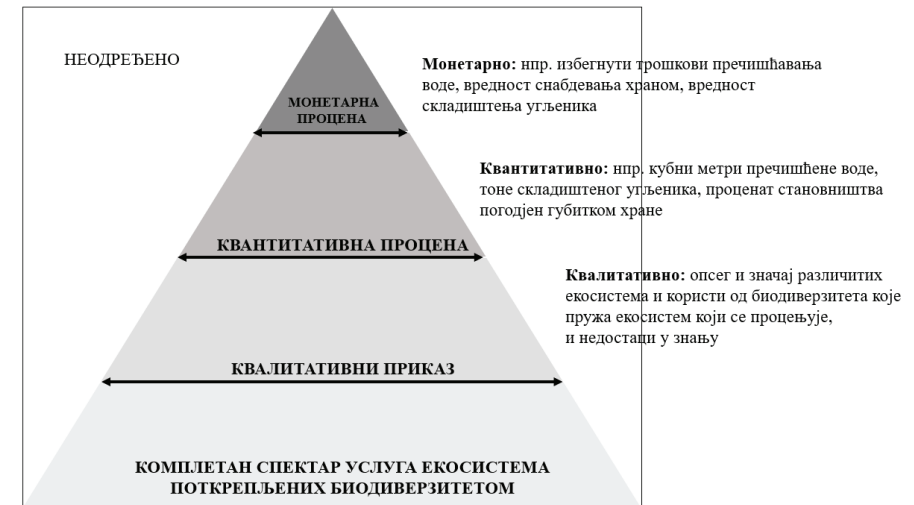 НЕОДРЕЂЕНО
Монетарно: нпр. избегнути трошкови пречишћавања
воде, вредност снабдевања храном, вредност
складиштења угљеника
МОНЕТАРНА
ПРОЦЕНА
Квантитативно: нпр. кубни метри пречишћене воде,
тоне складиштеног угљеника, проценат становништва
погодјен губитком хране
КВАНТИТАТИВНА ПРОЦЕНА
Квалитативно: опсег и значај различитих
екосистема и користи од биодиверзитета које
пружа екосистем који се процењује,
и недостаци у знању
КВАЛИТАТИВНИ ПРИКАЗ
КОМПЛЕТАН СПЕКТАР УСЛУГА ЕКОСИСТЕМА
ПОТКРЕПЉЕНИХ БИОДИВЕРЗИТЕТОМ